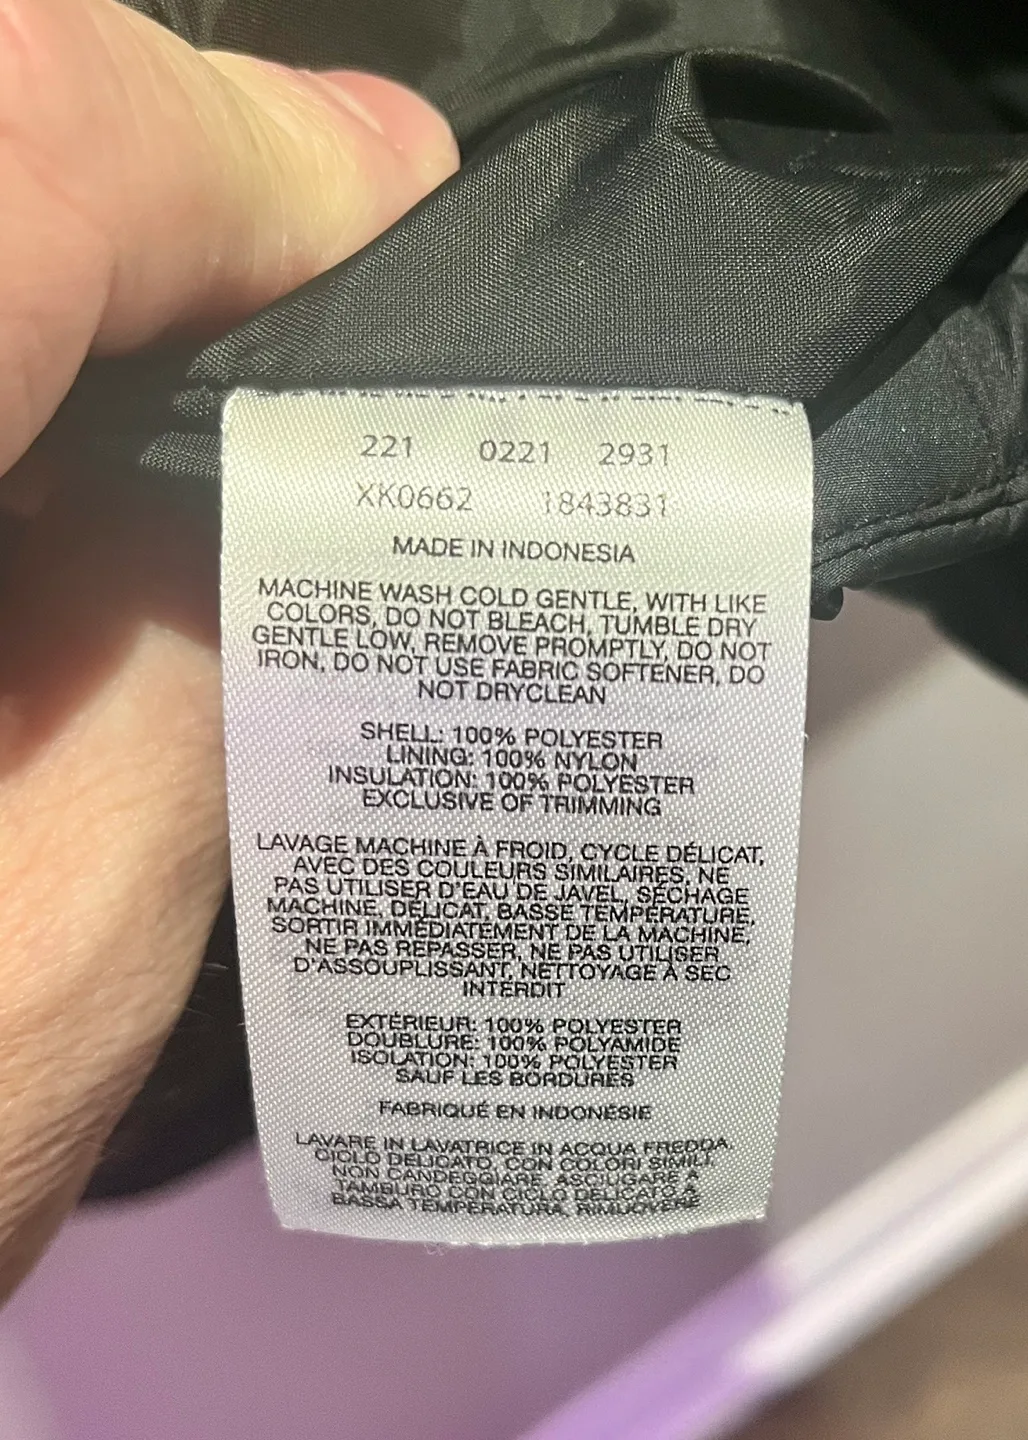 221 0221 2931
XK0662 1843831
MADE IN INDONESIA
MACHINE WASH COLD GENTLE, WITH LIKE
COLORS, DO NOT BLEACH, TUMBLE DRY
GENTLE LOW, REMOVE PROMPTLY, DO NOT
IRON, DO NOT USE FABRIC SOFTENER, DO
NOT DRYCLEAN
SHELL: 100% POLYESTER
LINING: 100% NYLON
INSULATION: 100% POLYESTER
EXCLUSIVE OF TRIMMING
LAVAGE MACHINE À FROID, CYCLE DÉLICAT,
AVEC DES COULEURS SIMILAIRES, NE
PAS UTILISER D'EAU DE JAVEL, SÉCHAGE
MACHINE, DÉLICAT, BASSE TEMPÉRATURE,
SORTIR IMMÉDIATEMENT DE LA MACHINE,
NE PAS REPASSER, NE PAS UTILISER
D'ASSOUPLISSANT, NETTOYAGE À SEC
INTERDIT
EXTÉRIEUR: 100% POLYESTER
DOUBLURE: 100% POLYAMIDE
ISOLATION: 100% POLYESTER
SAUF LES BORDURES
FABRIQUÉ EN INDONÉSIE
LAVARE IN LAVATRICE IN ACQUA FREDDA,
CICLO DELICATO, CON COLORI SIMILI,
NON CANDEGGIARE, ASCIUGARE A
TAMBURO CON CICLO DELICATO A
BASSA TEMPERATURA, RIMUOVERE